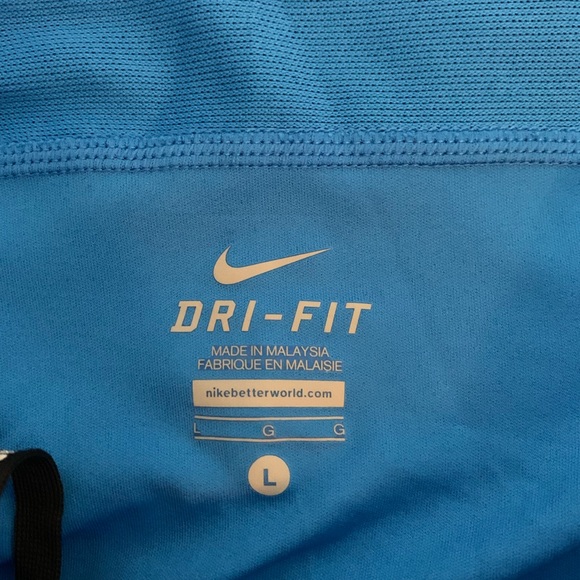 DRI-FIT
MADE IN MALAYSIA
FABRIQUE EN MALAISIE
nikebetterworld.com
L G G
L